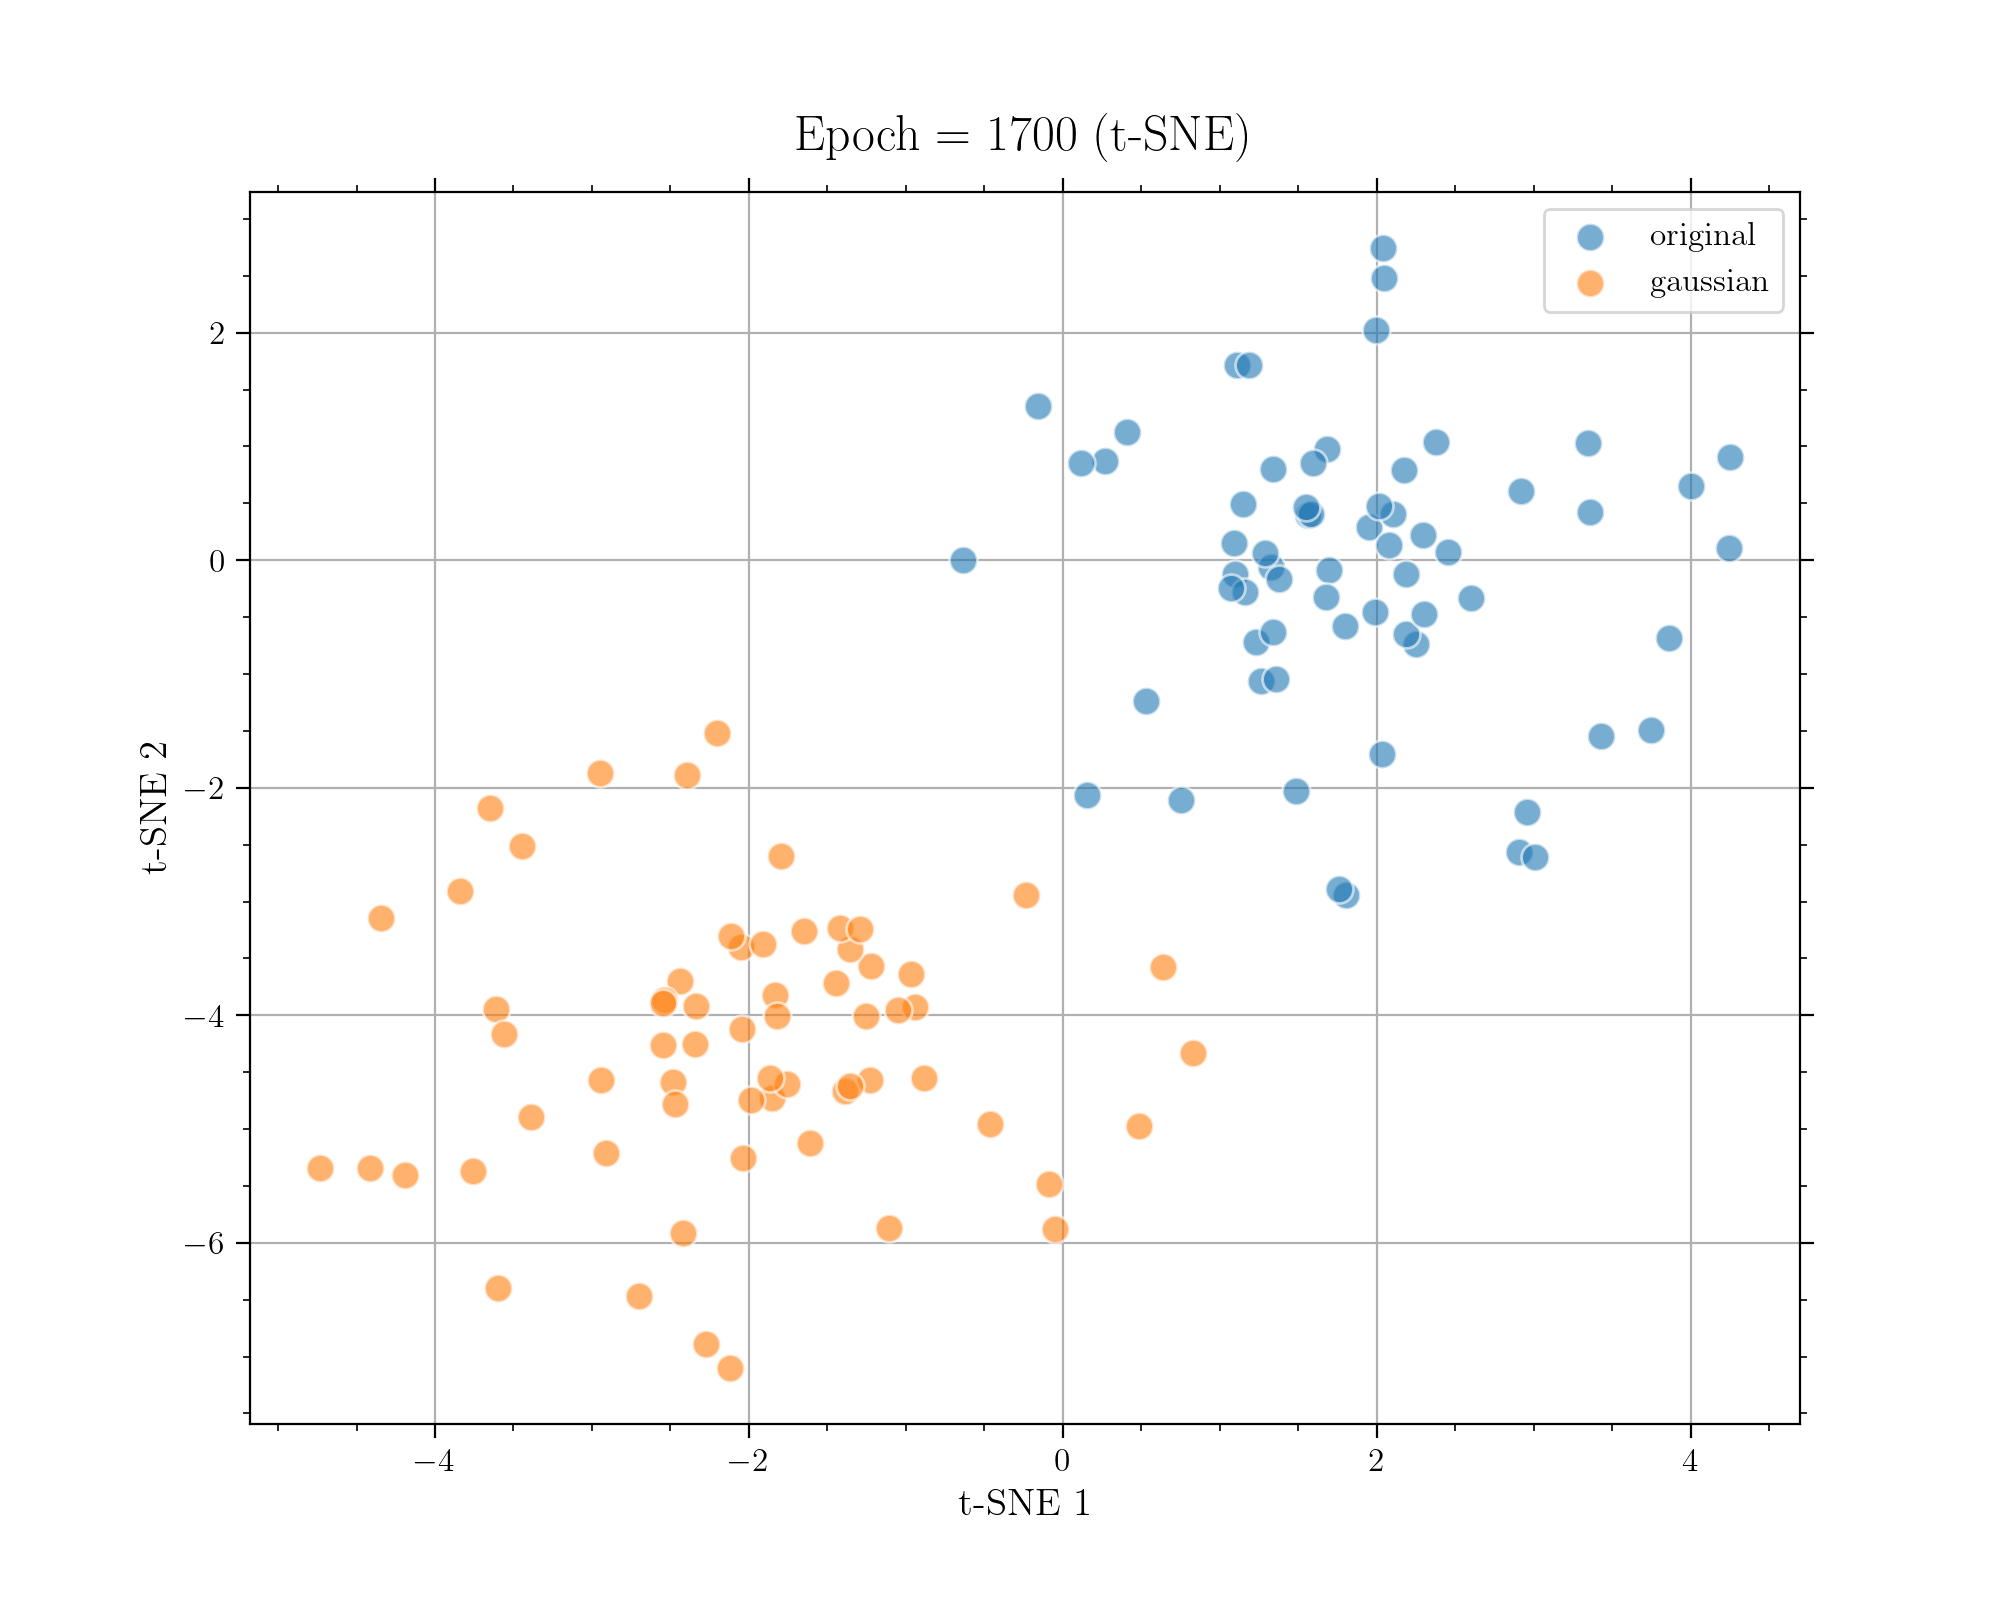 Epoch = 1700 (t-SNE)
original
gaussian
2
0
−2
−4
−6
t-SNE 2
−4
−2
0
2
4
t-SNE 1